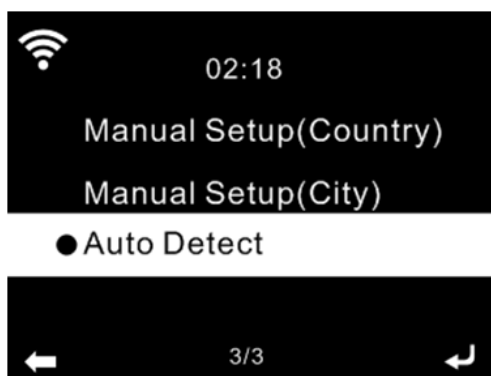 02:18
Manual Setup(Country)
Manual Setup(City)
Auto Detect
3/3